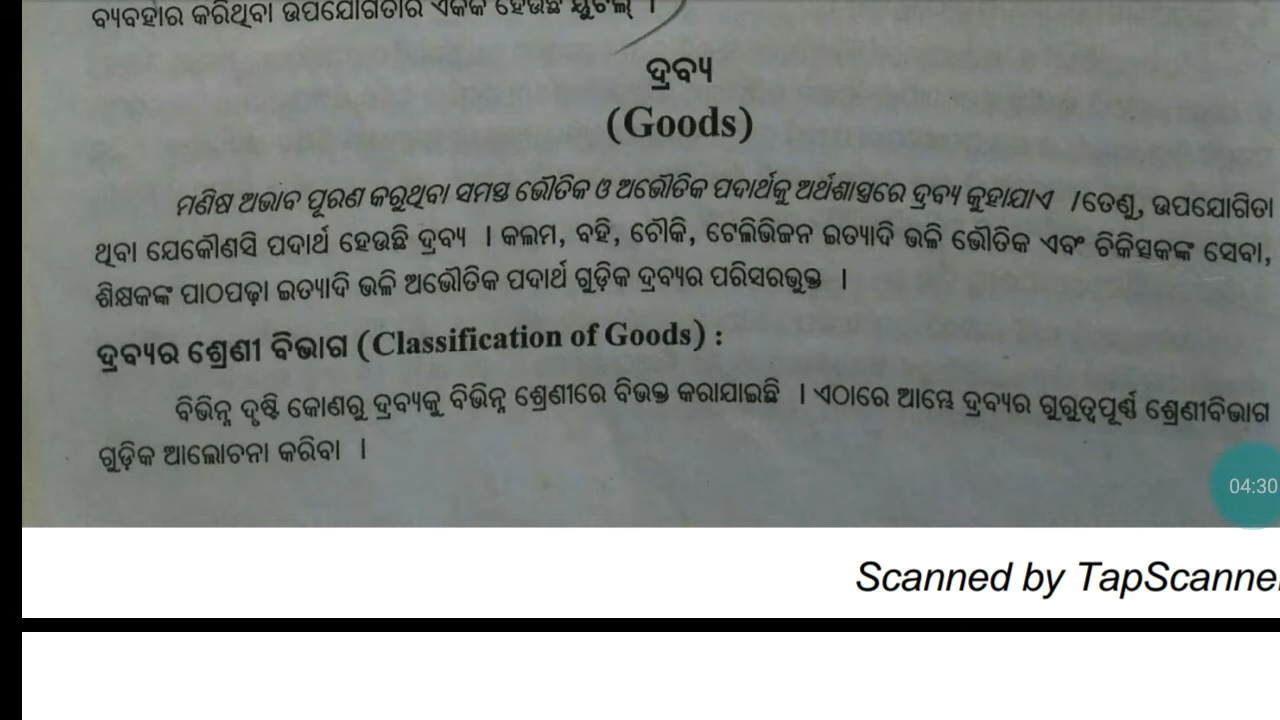 ବ୍ୟବହାର କରିଥିବା ଉପଯୋଗିତାର ଏକକ ହେଉଛି ୟୁଟିଲ୍ ।
ଦ୍ରବ୍ୟ
(Goods)
ମଣିଷ ଅଭାବ ପୂରଣ କରୁଥିବା ସମସ୍ତ ଭୌତିକ ଓ ଅଭୌତିକ ପଦାର୍ଥକୁ ଅର୍ଥଶାସ୍ତ୍ରରେ ଦ୍ରବ୍ୟ କୁହାଯାଏ । ତେଣୁ, ଉପଯୋଗିତା
ଥିବା ଯେକୌଣସି ପଦାର୍ଥ ହେଉଛି ଦ୍ରବ୍ୟ । କଲମ, ବହି, ଚୌକି, ଟେଲିଭିଜନ ଇତ୍ୟାଦି ଭଳି ଭୌତିକ ଏବଂ ଚିକିତ୍ସକଙ୍କ ସେବା,
ଶିକ୍ଷକଙ୍କ ପାଠପଢ଼ା ଇତ୍ୟାଦି ଭଳି ଅଭୌତିକ ପଦାର୍ଥ ଗୁଡ଼ିକ ଦ୍ରବ୍ୟର ପରିସରଭୁକ୍ତ ।
ଦ୍ରବ୍ୟର ଶ୍ରେଣୀ ବିଭାଗ (Classification of Goods) :
ବିଭିନ୍ନ ଦୃଷ୍ଟି କୋଣରୁ ଦ୍ରବ୍ୟକୁ ବିଭିନ୍ନ ଶ୍ରେଣୀରେ ବିଭକ୍ତ କରାଯାଇଛି । ଏଠାରେ ଆମ୍ଭେ ଦ୍ରବ୍ୟର ଗୁରୁତ୍ୱପୂର୍ଣ୍ଣ ଶ୍ରେଣୀବିଭାଗ
ଗୁଡ଼ିକ ଆଲୋଚନା କରିବା ।
04:30
Scanned by TapScanner